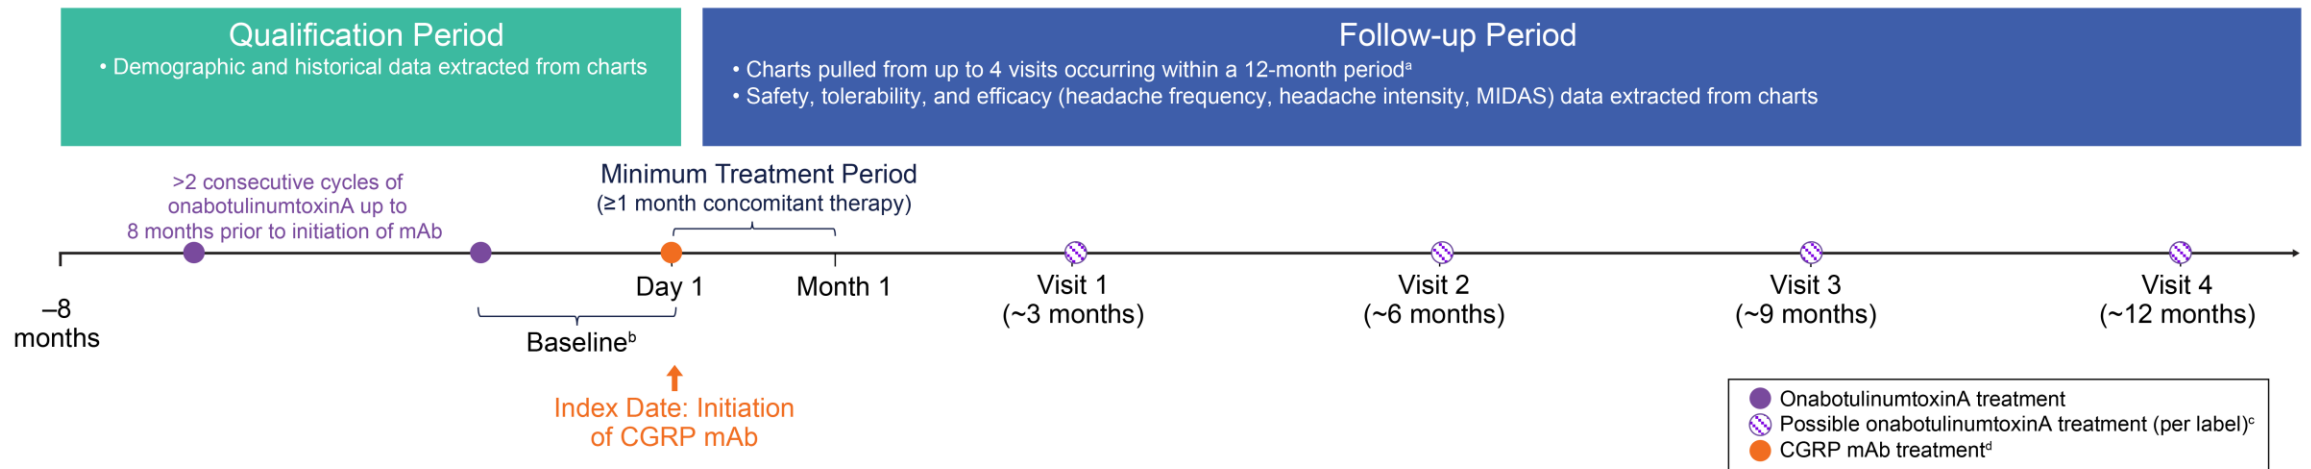 Qualification Period
• Demographic and historical data extracted from charts
Follow-up Period
• Charts pulled from up to 4 visits occurring within a 12-month periodᵃ
• Safety, tolerability, and efficacy (headache frequency, headache intensity, MIDAS) data extracted from charts
>2 consecutive cycles of
onabotulinumtoxinA up to
8 months prior to initiation of mAb
Minimum Treatment Period
(≥1 month concomitant therapy)
–8
months
Day 1
Month 1
Visit 1
(~3 months)
Visit 2
(~6 months)
Visit 3
(~9 months)
Visit 4
(~12 months)
Baselineᵇ
Index Date: Initiation
of CGRP mAb
OnabotulinumtoxinA treatment
Possible onabotulinumtoxinA treatment (per label)ᶜ
CGRP mAb treatmentᵈ